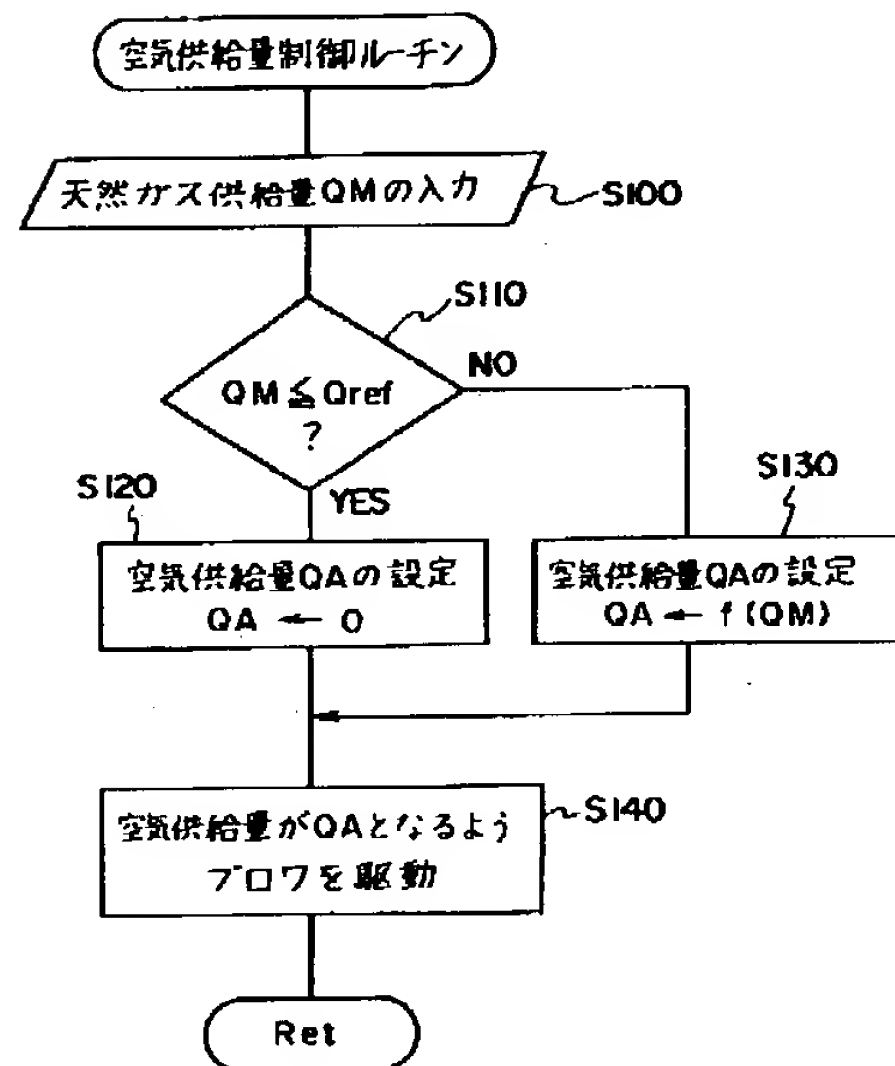 空気供給量制御ルーチン
天然ガス供給量QMの入力
S100
S110
QM≦Qref
?
NO
YES
S120
空気供給量QAの設定
QA ← 0
S130
空気供給量QAの設定
QA ← f(QM)
空気供給量がQAとなるよう
ブロワを駆動
S140
Ret